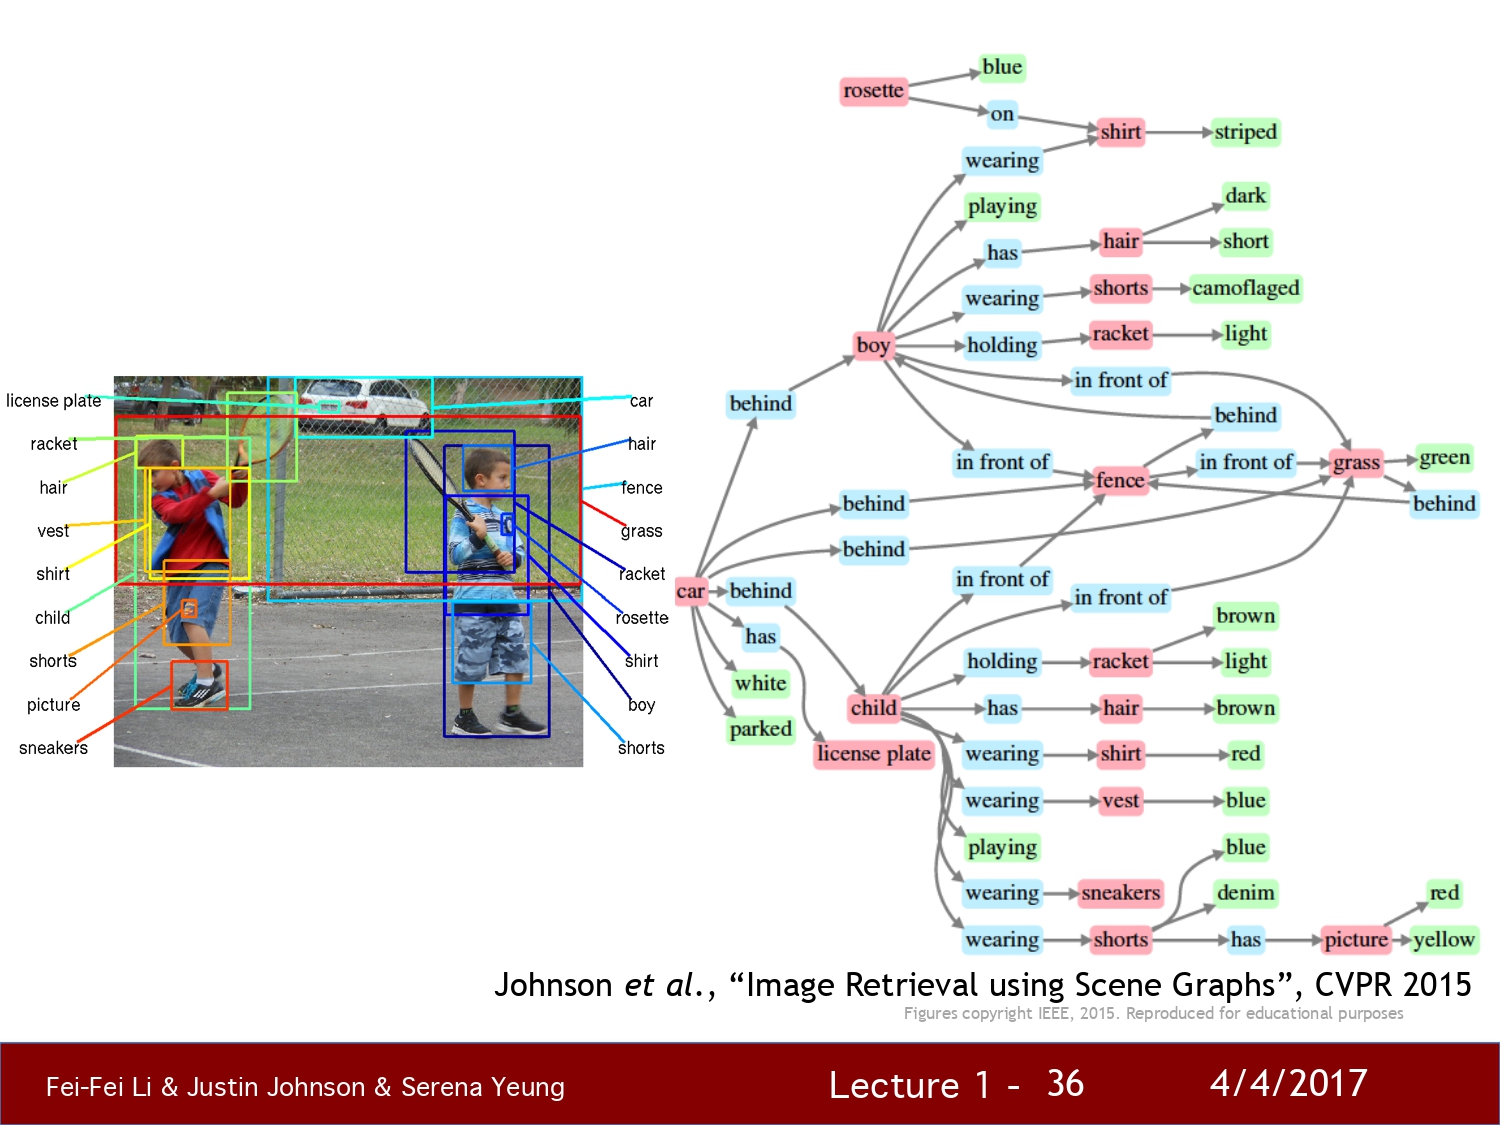 license plate
racket
hair
vest
shirt
child
shorts
picture
sneakers
car
hair
fence
grass
racket
rosette
shirt
boy
shorts
blue
rosette
on
shirt
striped
wearing
dark
playing
hair
short
has
shorts
camoflaged
wearing
racket
light
boy
holding
in front of
behind
behind
in front of
in front of
grass
green
fence
behind
behind
behind
in front of
car
behind
in front of
brown
has
holding
racket
light
white
child
has
hair
brown
parked
license plate
wearing
shirt
red
wearing
vest
blue
playing
blue
wearing
sneakers
denim
red
wearing
shorts
has
picture
yellow
Johnson et al., “Image Retrieval using Scene Graphs”, CVPR 2015
Figures copyright IEEE, 2015. Reproduced for educational purposes
Fei-Fei Li & Justin Johnson & Serena Yeung
Lecture 1 - 36
4/4/2017